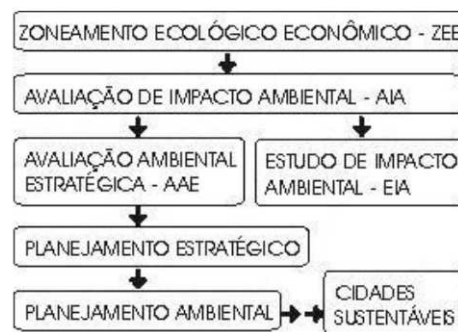 ZONEAMENTO ECOLÓGICO ECONÔMICO - ZEE
AVALIAÇÃO DE IMPACTO AMBIENTAL - AIA
AVALIAÇÃO AMBIENTAL
ESTRATÉGICA - AAE
ESTUDO DE IMPACTO
AMBIENTAL - EIA
PLANEJAMENTO ESTRATÉGICO
PLANEJAMENTO AMBIENTAL
CIDADES
SUSTENTÁVEIS